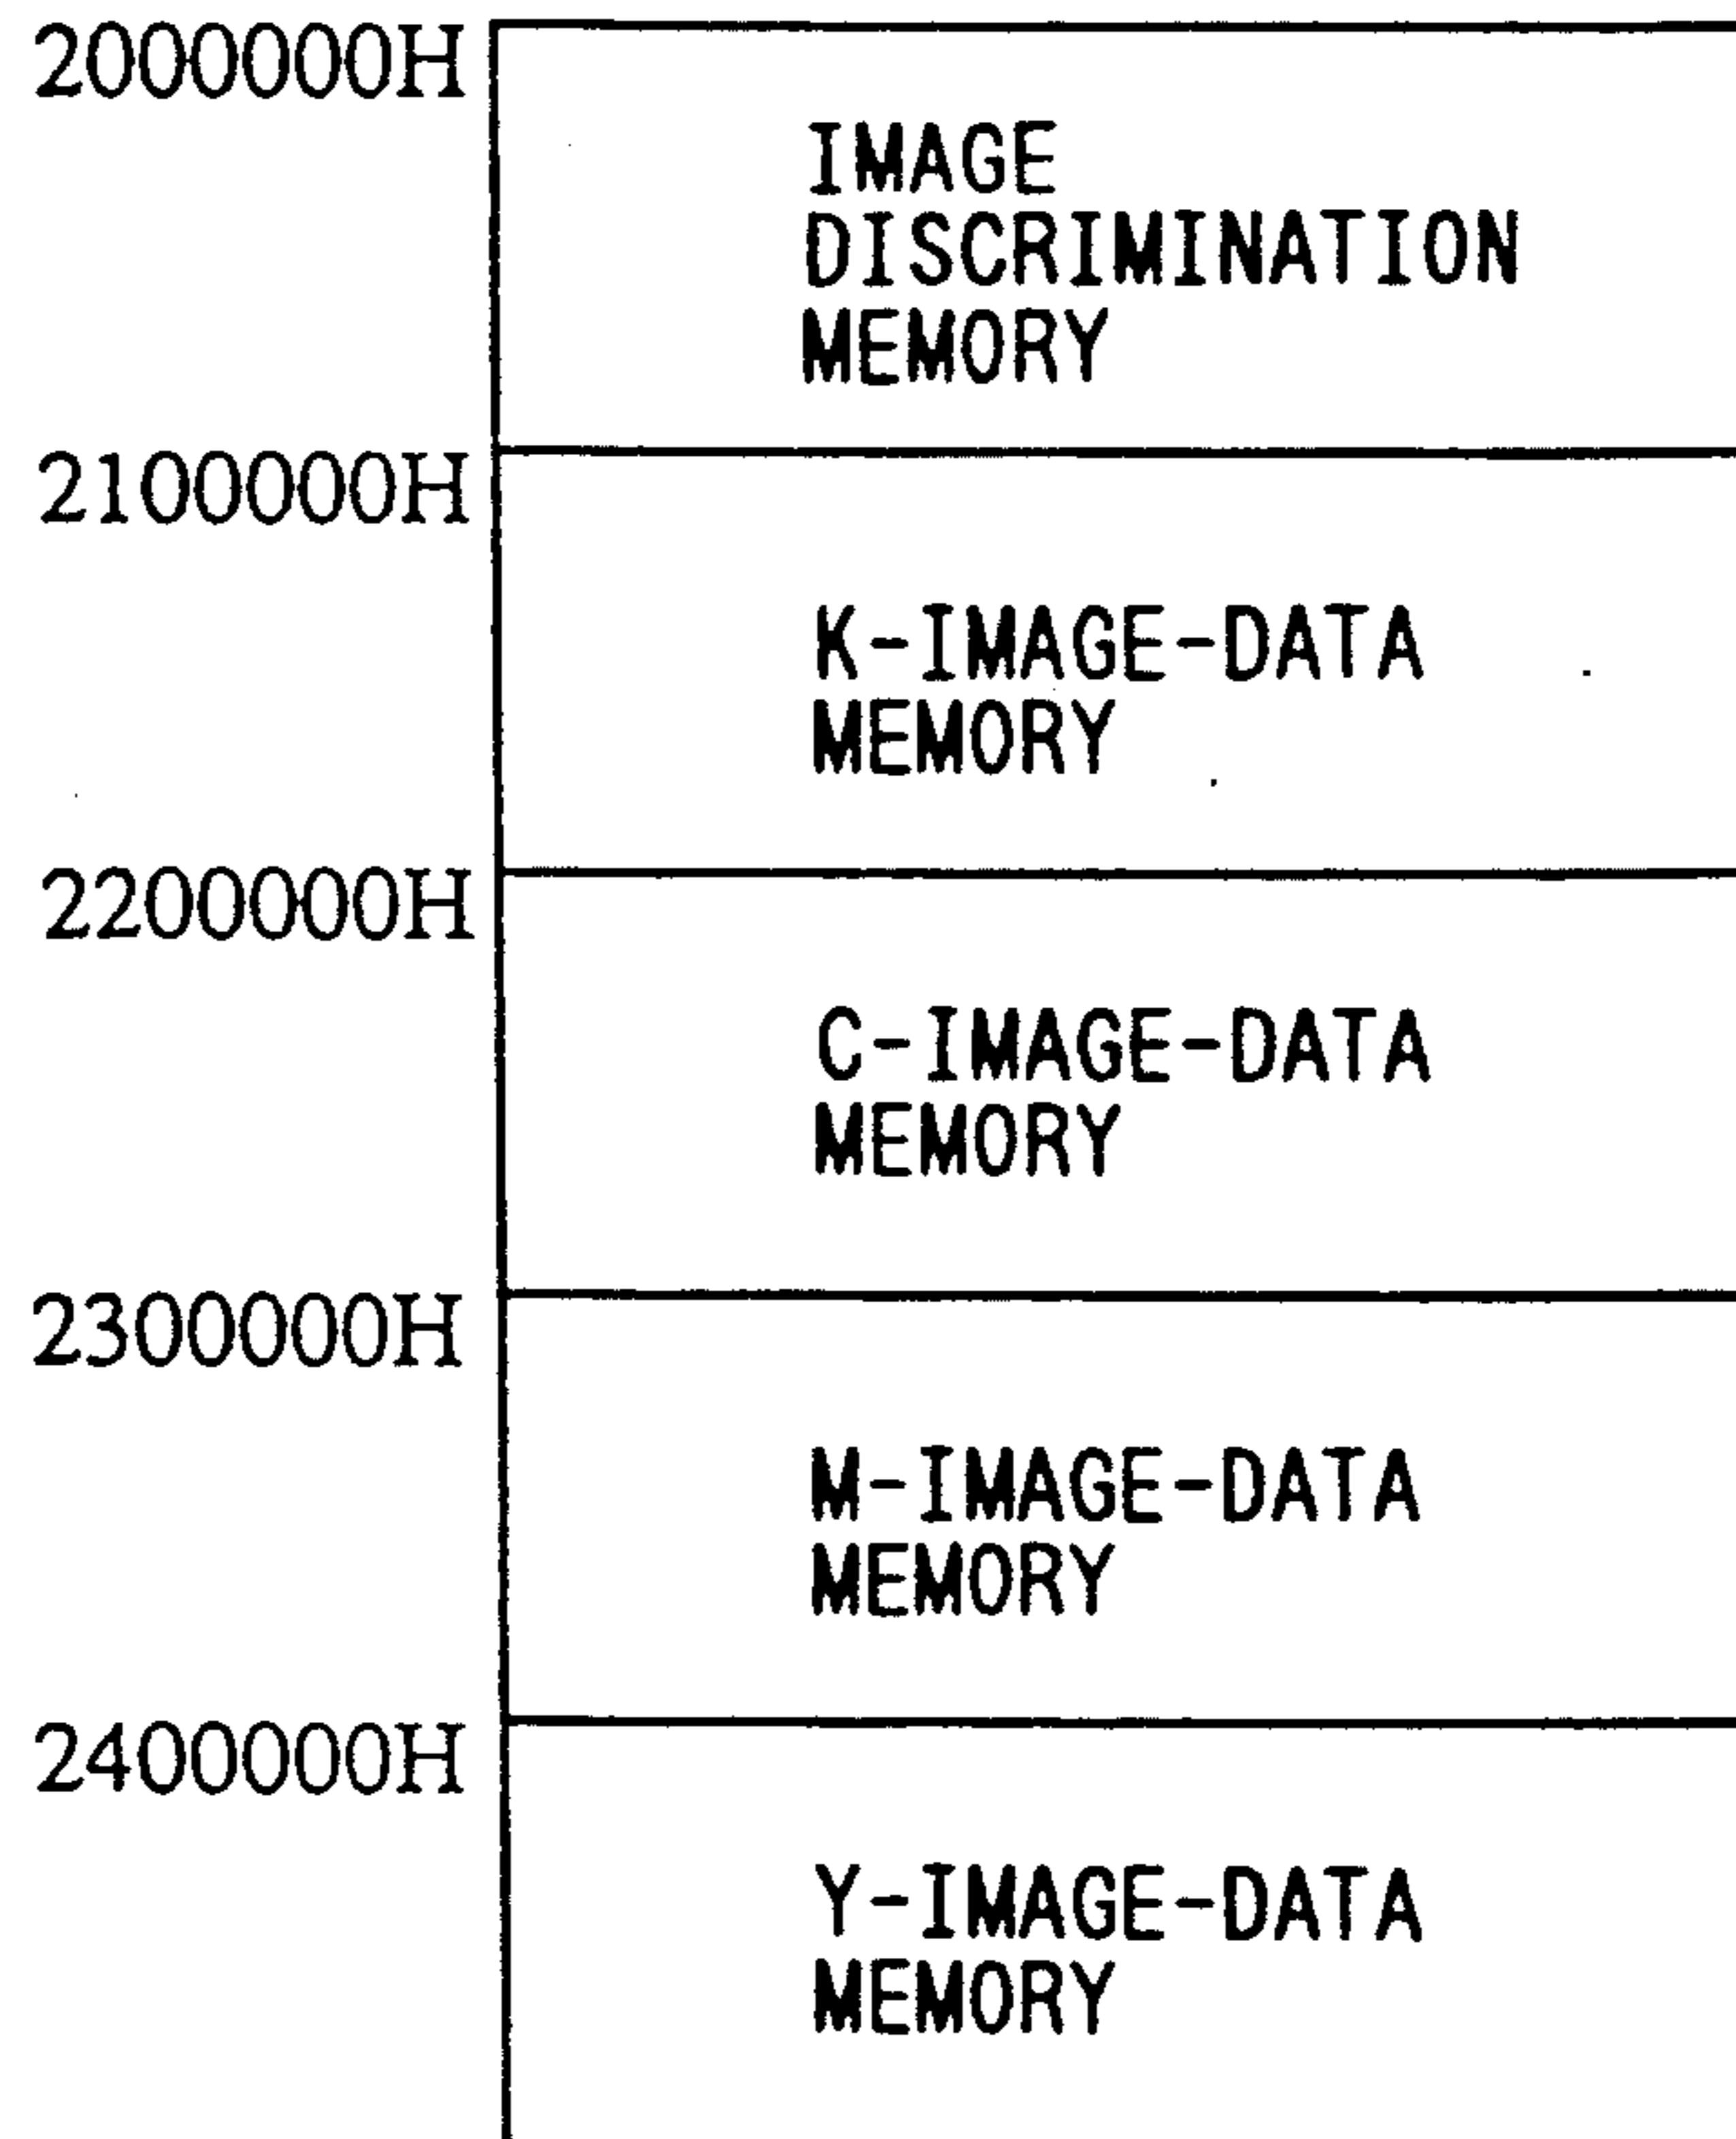 2000000H
IMAGE
DISCRIMINATION
MEMORY
2100000H
K-IMAGE-DATA
MEMORY
2200000H
C-IMAGE-DATA
MEMORY
2300000H
M-IMAGE-DATA
MEMORY
2400000H
Y-IMAGE-DATA
MEMORY